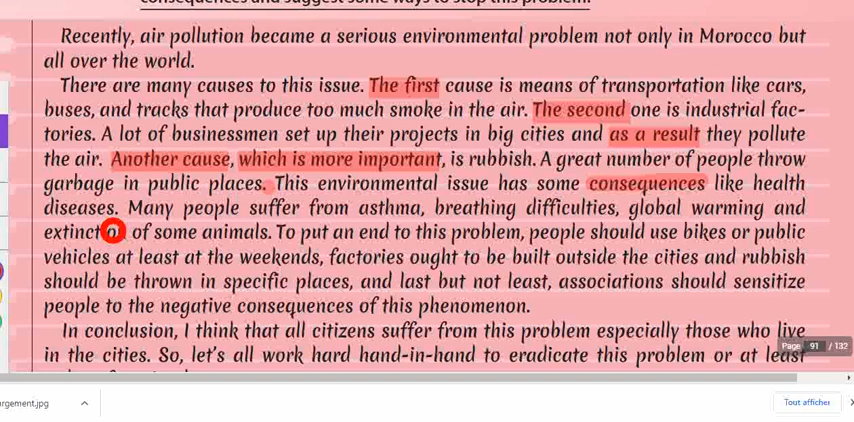 consequences and suggest some ways to stop this problem.
Recently, air pollution became a serious environmental problem not only in Morocco but
all over the world.
There are many causes to this issue. The first cause is means of transportation like cars,
buses, and tracks that produce too much smoke in the air. The second one is industrial fac-
tories. A lot of businessmen set up their projects in big cities and as a result they pollute
the air. Another cause, which is more important, is rubbish. A great number of people throw
garbage in public places. This environmental issue has some consequences like health
diseases. Many people suffer from asthma, breathing difficulties, global warming and
of some animals. To put an end to this problem, people should use bikes or public
vehicles at least at the weekends, factories ought to be built outside the cities and rubbish
should be thrown in specific places, and last but not least, associations should sensitize
people to the negative consequences of this phenomenon.
In conclusion, I think that all citizens suffer from this problem especially those who live
in the cities. So, let's all work hard hand-in-hand to eradicate this problem or at least
Page 91 / 132
argement.jpg
Tout afficher